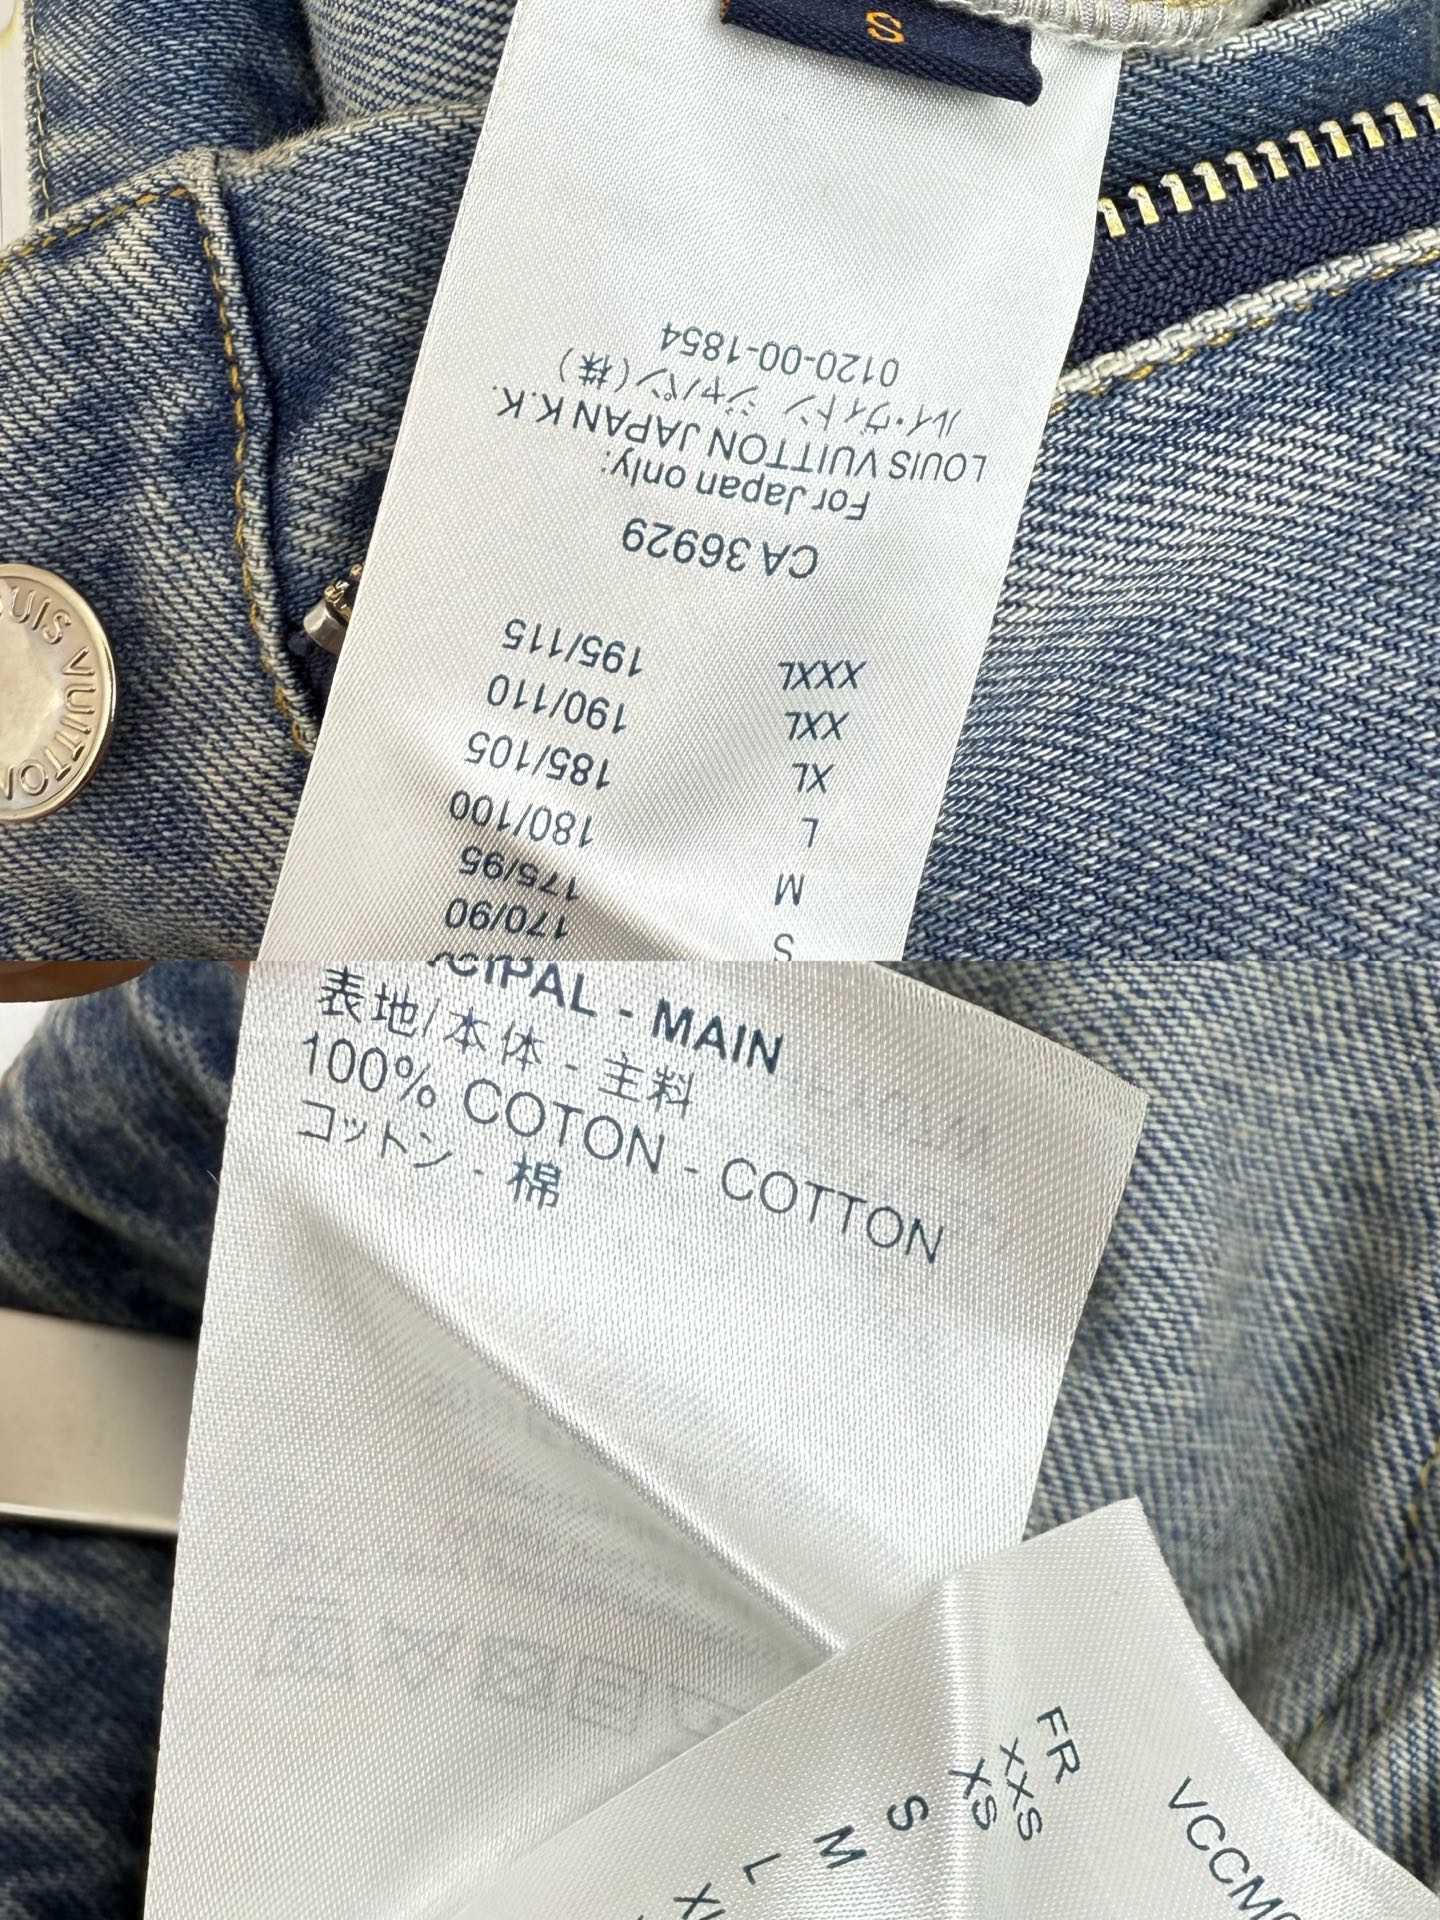 S
LOUIS VUITTON
S 170/90
M 175/95
L 180/100
XL 185/105
XXL 190/110
XXXL 195/115
CA 36929
For Japan only:
LOUIS VUITTON JAPAN K.K.
ルイ・ヴィトン ジャパン(株)
0120-00-1854
CIPAL - MAIN
表地/本体 - 主料
100% COTON - COTTON
コットン - 棉
FR
XXS
XS
S
M
L